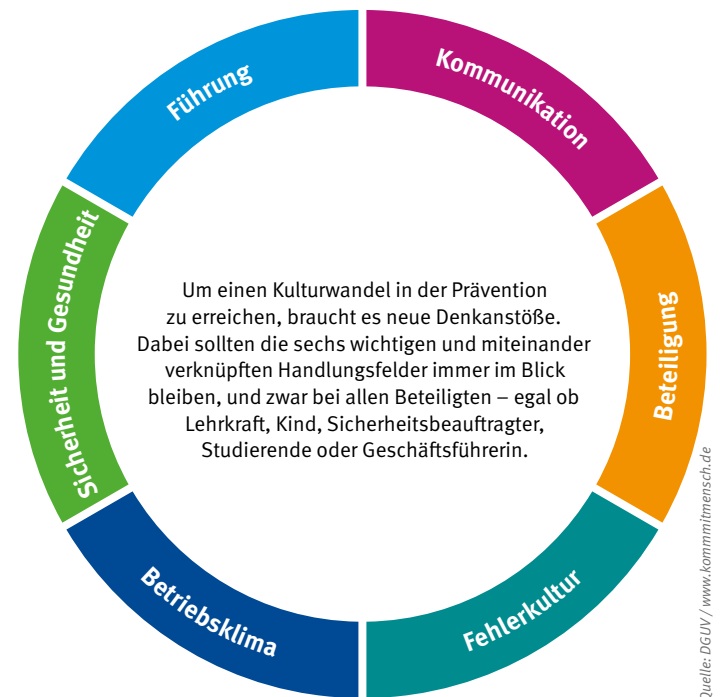 Führung
Kommunikation
Sicherheit und Gesundheit
Um einen Kulturwandel in der Prävention
zu erreichen, braucht es neue Denkanstöße.
Dabei sollten die sechs wichtigen und miteinander
verknüpften Handlungsfelder immer im Blick
bleiben, und zwar bei allen Beteiligten – egal ob
Lehrkraft, Kind, Sicherheitsbeauftragter,
Studierende oder Geschäftsführerin.
Beteiligung
Betriebsklima
Fehlerkultur
Quelle: DGUV / www.kommmitmensch.de